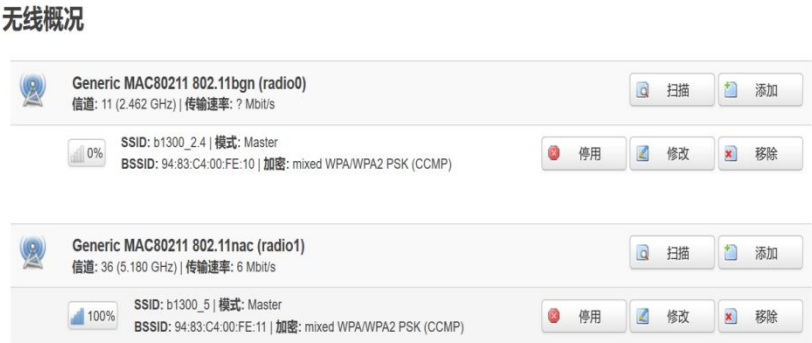 无线概况
Generic MAC80211 802.11bgn (radio0)
扫描 添加
信道: 11 (2.462 GHz) | 传输速率: ? Mbit/s
0%
SSID: b1300_2.4 | 模式: Master
停用 修改 移除
BSSID: 94:83:C4:00:FE:10 | 加密: mixed WPA/WPA2 PSK (CCMP)
Generic MAC80211 802.11nac (radio1)
扫描 添加
信道: 36 (5.180 GHz) | 传输速率: 6 Mbit/s
100%
SSID: b1300_5 | 模式: Master
停用 修改 移除
BSSID: 94:83:C4:00:FE:11 | 加密: mixed WPA/WPA2 PSK (CCMP)